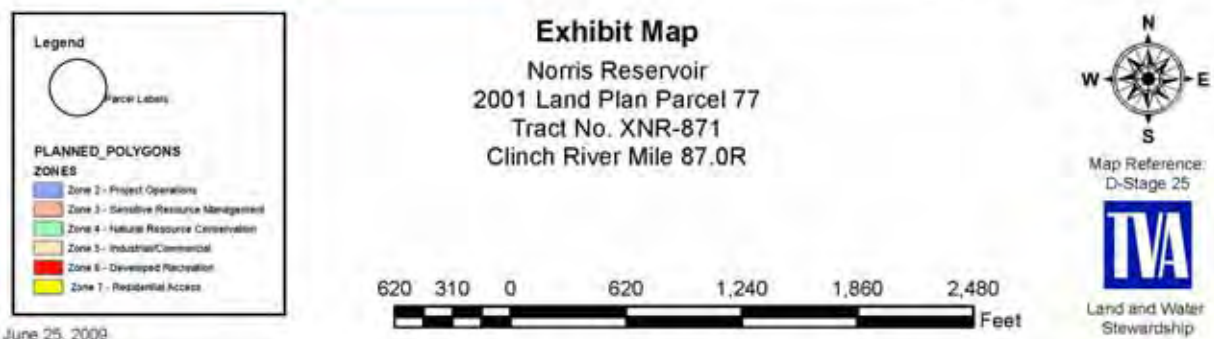 Legend
Parcel Labels
PLANNED_POLYGONS
ZONES
Zone 2 - Project Operations
Zone 3 - Sensitive Resource Management
Zone 4 - Natural Resource Conservation
Zone 5 - Industrial/Commercial
Zone 6 - Developed Recreation
Zone 7 - Residential Access
June 25, 2009
Exhibit Map
Norris Reservoir
2001 Land Plan Parcel 77
Tract No. XNR-871
Clinch River Mile 87.0R
620 310 0 620 1,240 1,860 2,480
Feet
N
W E
S
Map Reference:
D-Stage 25
TVA
Land and Water
Stewardship